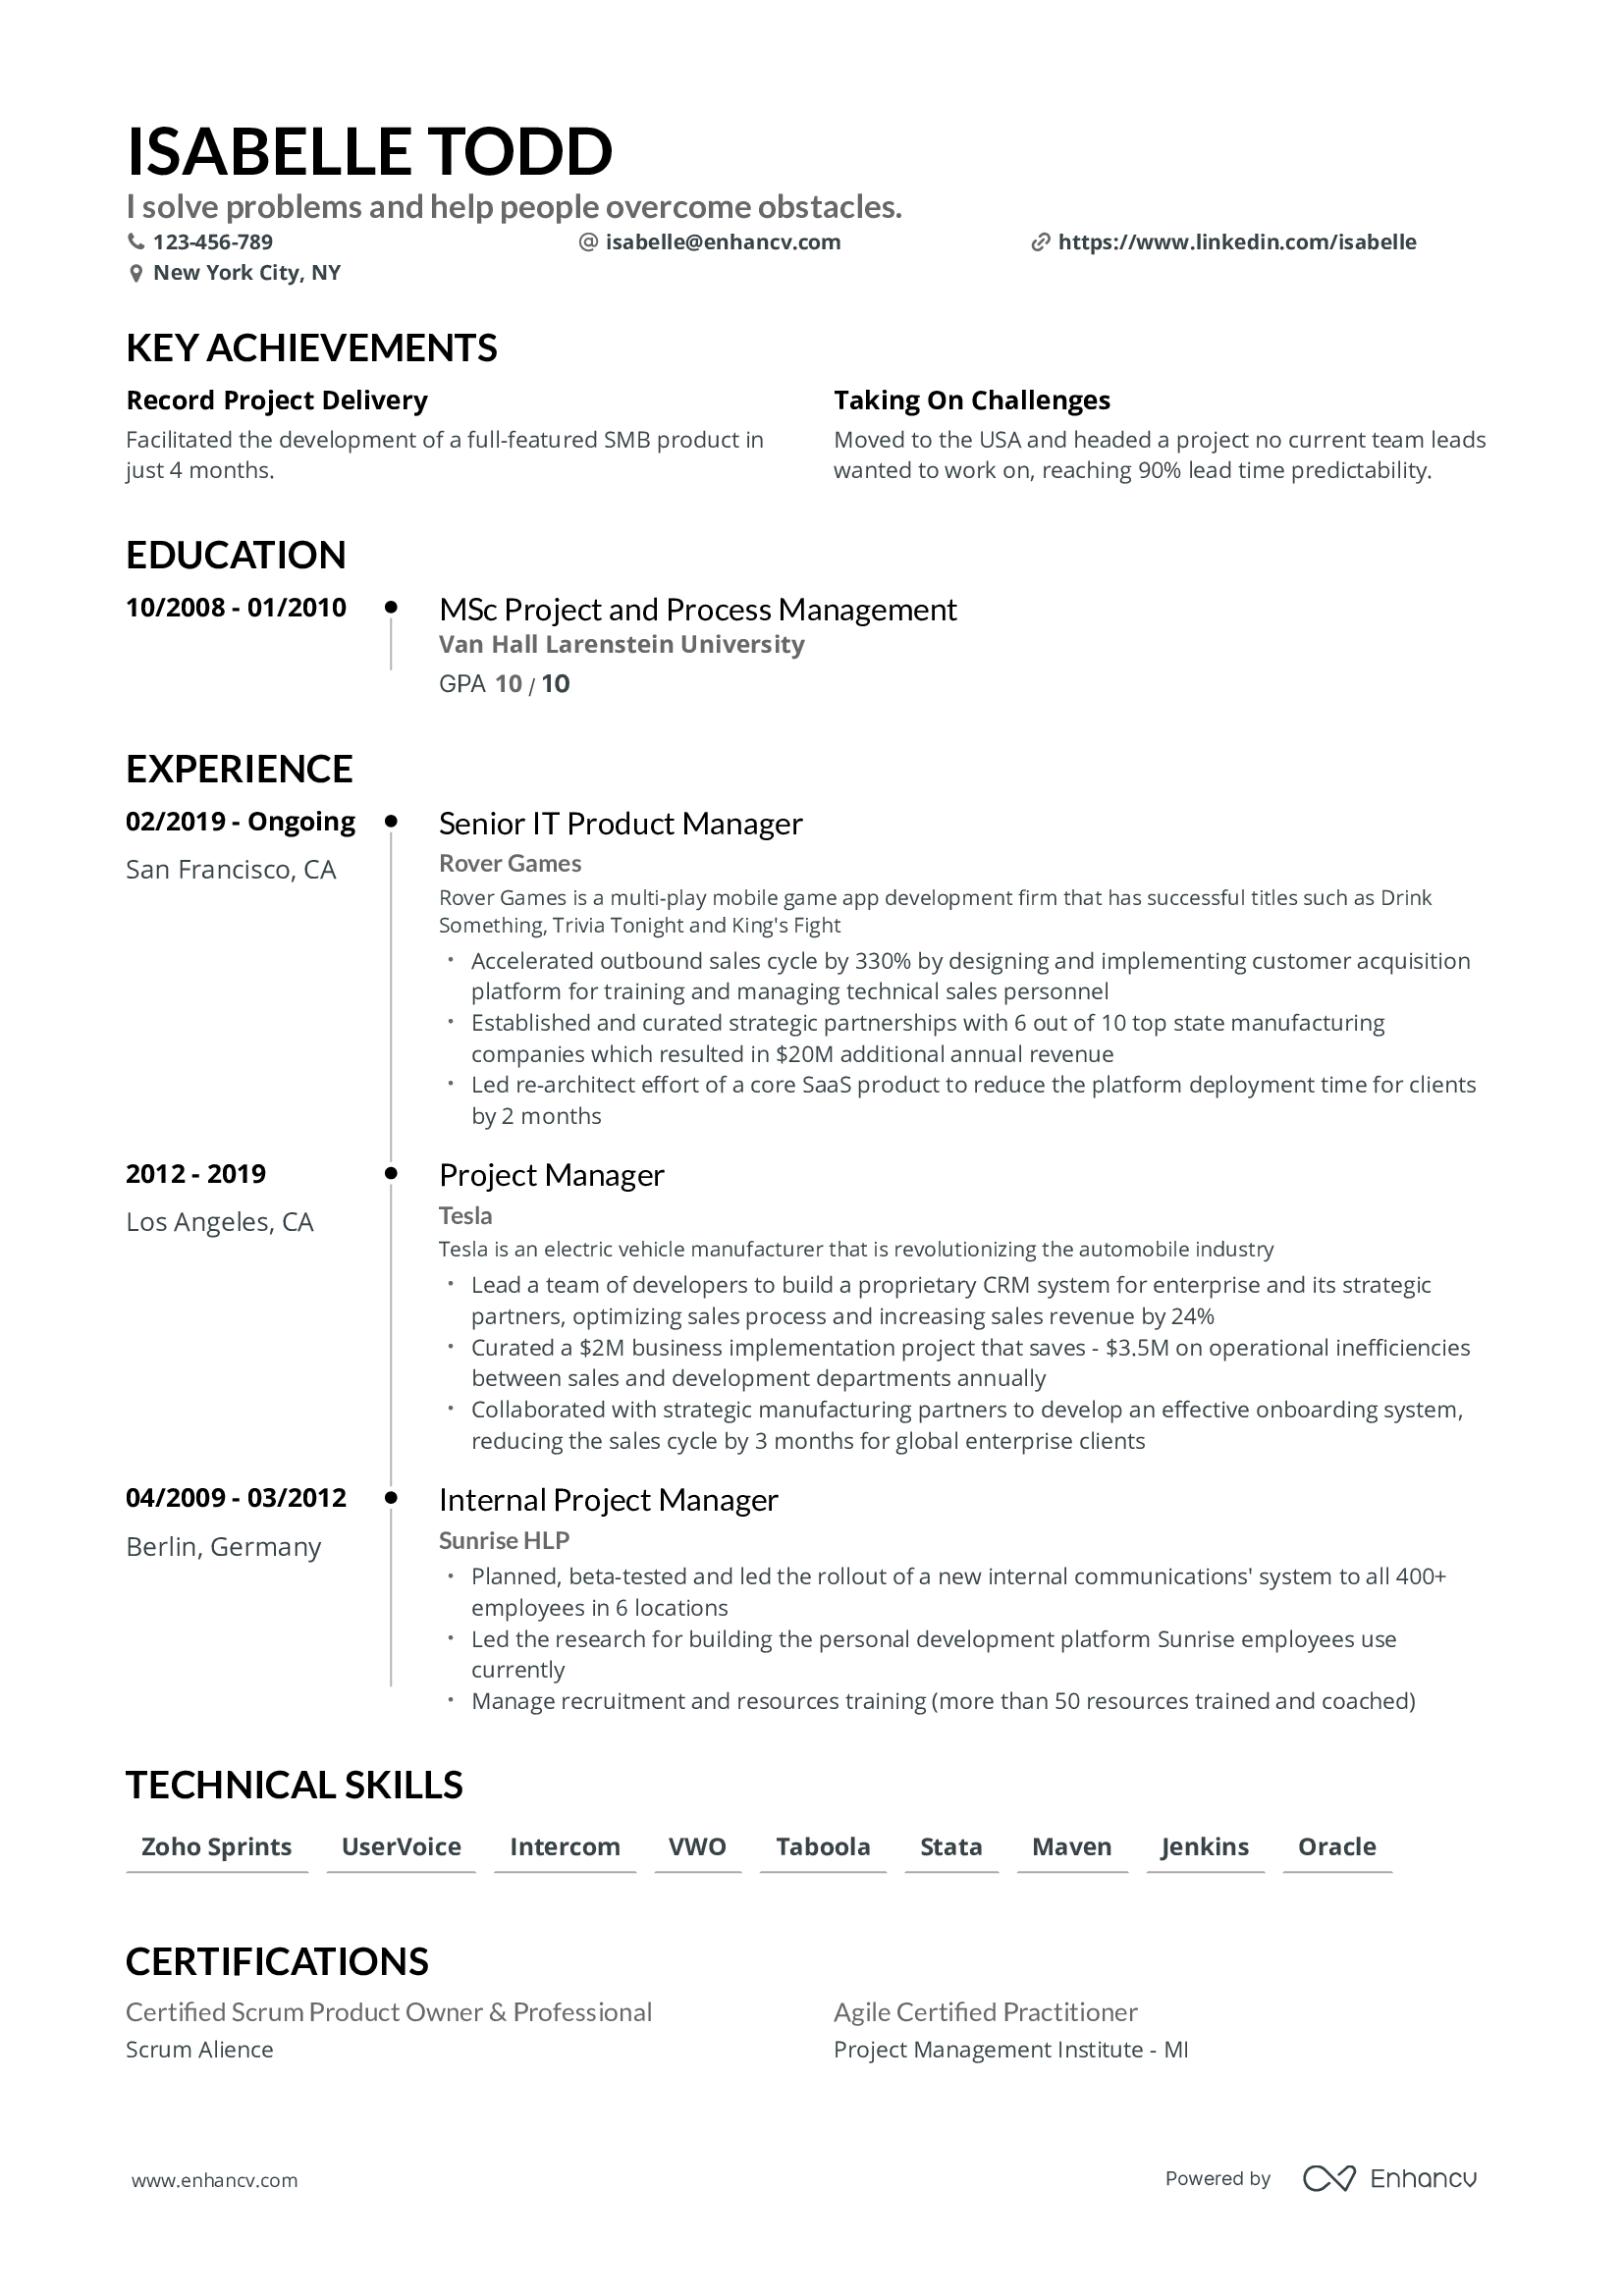 ISABELLE TODD
I solve problems and help people overcome obstacles.
123-456-789 @ isabelle@enhancv.com https://www.linkedin.com/isabelle
New York City, NY
KEY ACHIEVEMENTS
Record Project Delivery
Facilitated the development of a full-featured SMB product in
just 4 months.
Taking On Challenges
Moved to the USA and headed a project no current team leads
wanted to work on, reaching 90% lead time predictability.
EDUCATION
10/2008 - 01/2010
MSc Project and Process Management
Van Hall Larenstein University
GPA 10 / 10
EXPERIENCE
02/2019 - Ongoing
San Francisco, CA
Senior IT Product Manager
Rover Games
Rover Games is a multi-play mobile game app development firm that has successful titles such as Drink
Something, Trivia Tonight and King's Fight
• Accelerated outbound sales cycle by 330% by designing and implementing customer acquisition
platform for training and managing technical sales personnel
• Established and curated strategic partnerships with 6 out of 10 top state manufacturing
companies which resulted in $20M additional annual revenue
• Led re-architect effort of a core SaaS product to reduce the platform deployment time for clients
by 2 months
2012 - 2019
Los Angeles, CA
Project Manager
Tesla
Tesla is an electric vehicle manufacturer that is revolutionizing the automobile industry
• Lead a team of developers to build a proprietary CRM system for enterprise and its strategic
partners, optimizing sales process and increasing sales revenue by 24%
• Curated a $2M business implementation project that saves - $3.5M on operational inefficiencies
between sales and development departments annually
• Collaborated with strategic manufacturing partners to develop an effective onboarding system,
reducing the sales cycle by 3 months for global enterprise clients
04/2009 - 03/2012
Berlin, Germany
Internal Project Manager
Sunrise HLP
• Planned, beta-tested and led the rollout of a new internal communications' system to all 400+
employees in 6 locations
• Led the research for building the personal development platform Sunrise employees use
currently
• Manage recruitment and resources training (more than 50 resources trained and coached)
TECHNICAL SKILLS
Zoho Sprints UserVoice Intercom VWO Taboola Stata Maven Jenkins Oracle
CERTIFICATIONS
Certified Scrum Product Owner & Professional
Scrum Alience
Agile Certified Practitioner
Project Management Institute - MI
www.enhancv.com
Powered by Enhancv